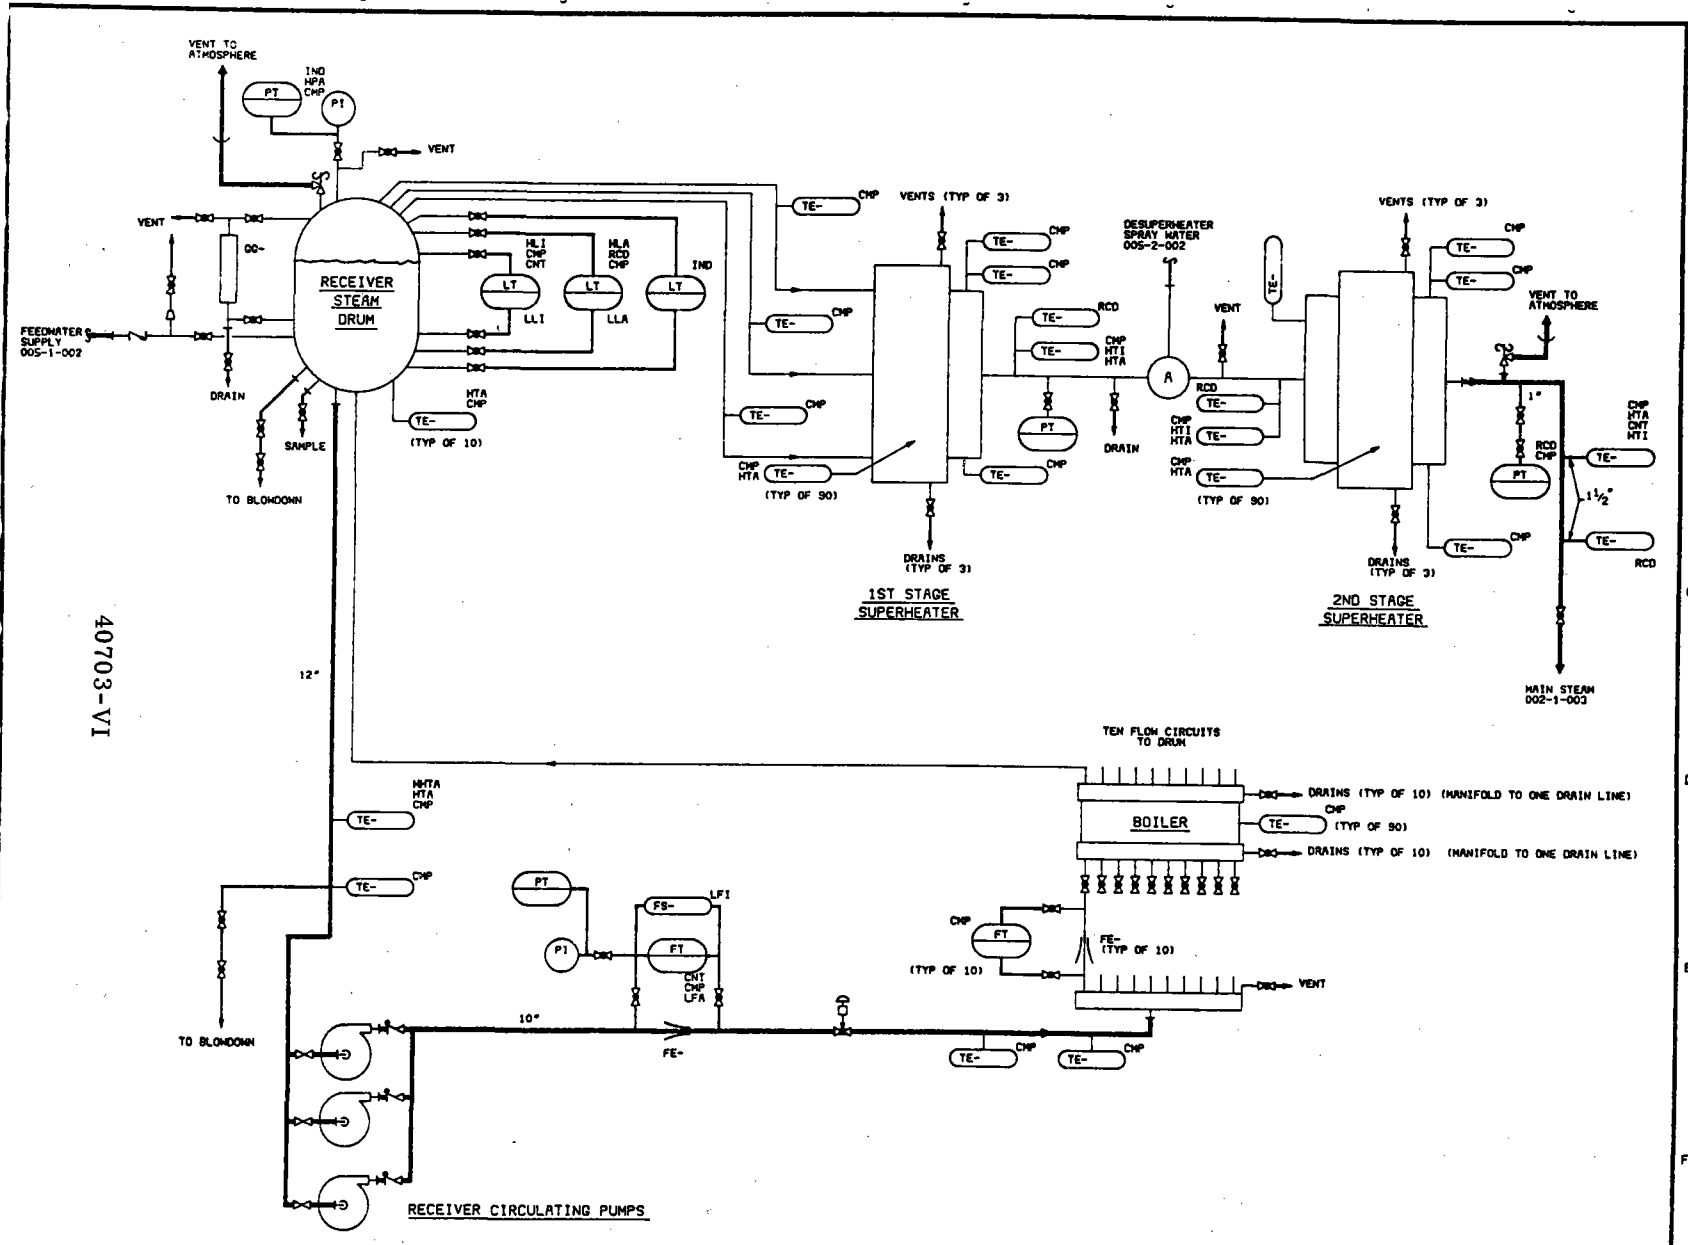 VENT TO
ATMOSPHERE
IND
HPA
CMP
PT
PI
VENT
VENT
GG-
FEEDWATER
SUPPLY
005-1-002
DRAIN
SAMPLE
TO BLOWDOWN
RECEIVER
STEAM
DRUM
HLI
CMP
CNT
LT
LLI
HLA
RCD
CMP
LT
LLA
IND
LT
HTA
CMP
TE-
(TYP OF 10)
CMP
TE-
CMP
TE-
CMP
TE-
CMP
HTA
TE-
(TYP OF 90)
VENTS (TYP OF 3)
CMP
TE-
CMP
TE-
RCD
TE-
CMP
HTI
HTA
TE-
CMP
TE-
PT
DRAIN
DRAINS
(TYP OF 3)
1ST STAGE
SUPERHEATER
DESUPERHEATER
SPRAY WATER
005-2-002
A
VENT
TE-
RCD
TE-
CMP
HTI
HTA
TE-
CMP
HTA
TE-
(TYP OF 90)
VENTS (TYP OF 3)
CMP
TE-
CMP
TE-
CMP
TE-
DRAINS
(TYP OF 3)
2ND STAGE
SUPERHEATER
VENT TO
ATMOSPHERE
1"
RCD
CMP
PT
CMP
HTA
CNT
HTI
TE-
1 1/2"
TE-
RCD
MAIN STEAM
002-1-003
40703-VI
12"
HHTA
HTA
CMP
TE-
CMP
TE-
TO BLOWDOWN
TEN FLOW CIRCUITS
TO DRUM
DRAINS (TYP OF 10) (MANIFOLD TO ONE DRAIN LINE)
BOILER
CMP
TE-
(TYP OF 90)
DRAINS (TYP OF 10) (MANIFOLD TO ONE DRAIN LINE)
PT
PI
LFI
FS-
FT
CNT
CMP
LFA
CMP
FT
(TYP OF 10)
FE-
(TYP OF 10)
VENT
10"
FE-
CMP
TE-
CMP
TE-
RECEIVER CIRCULATING PUMPS
E
F